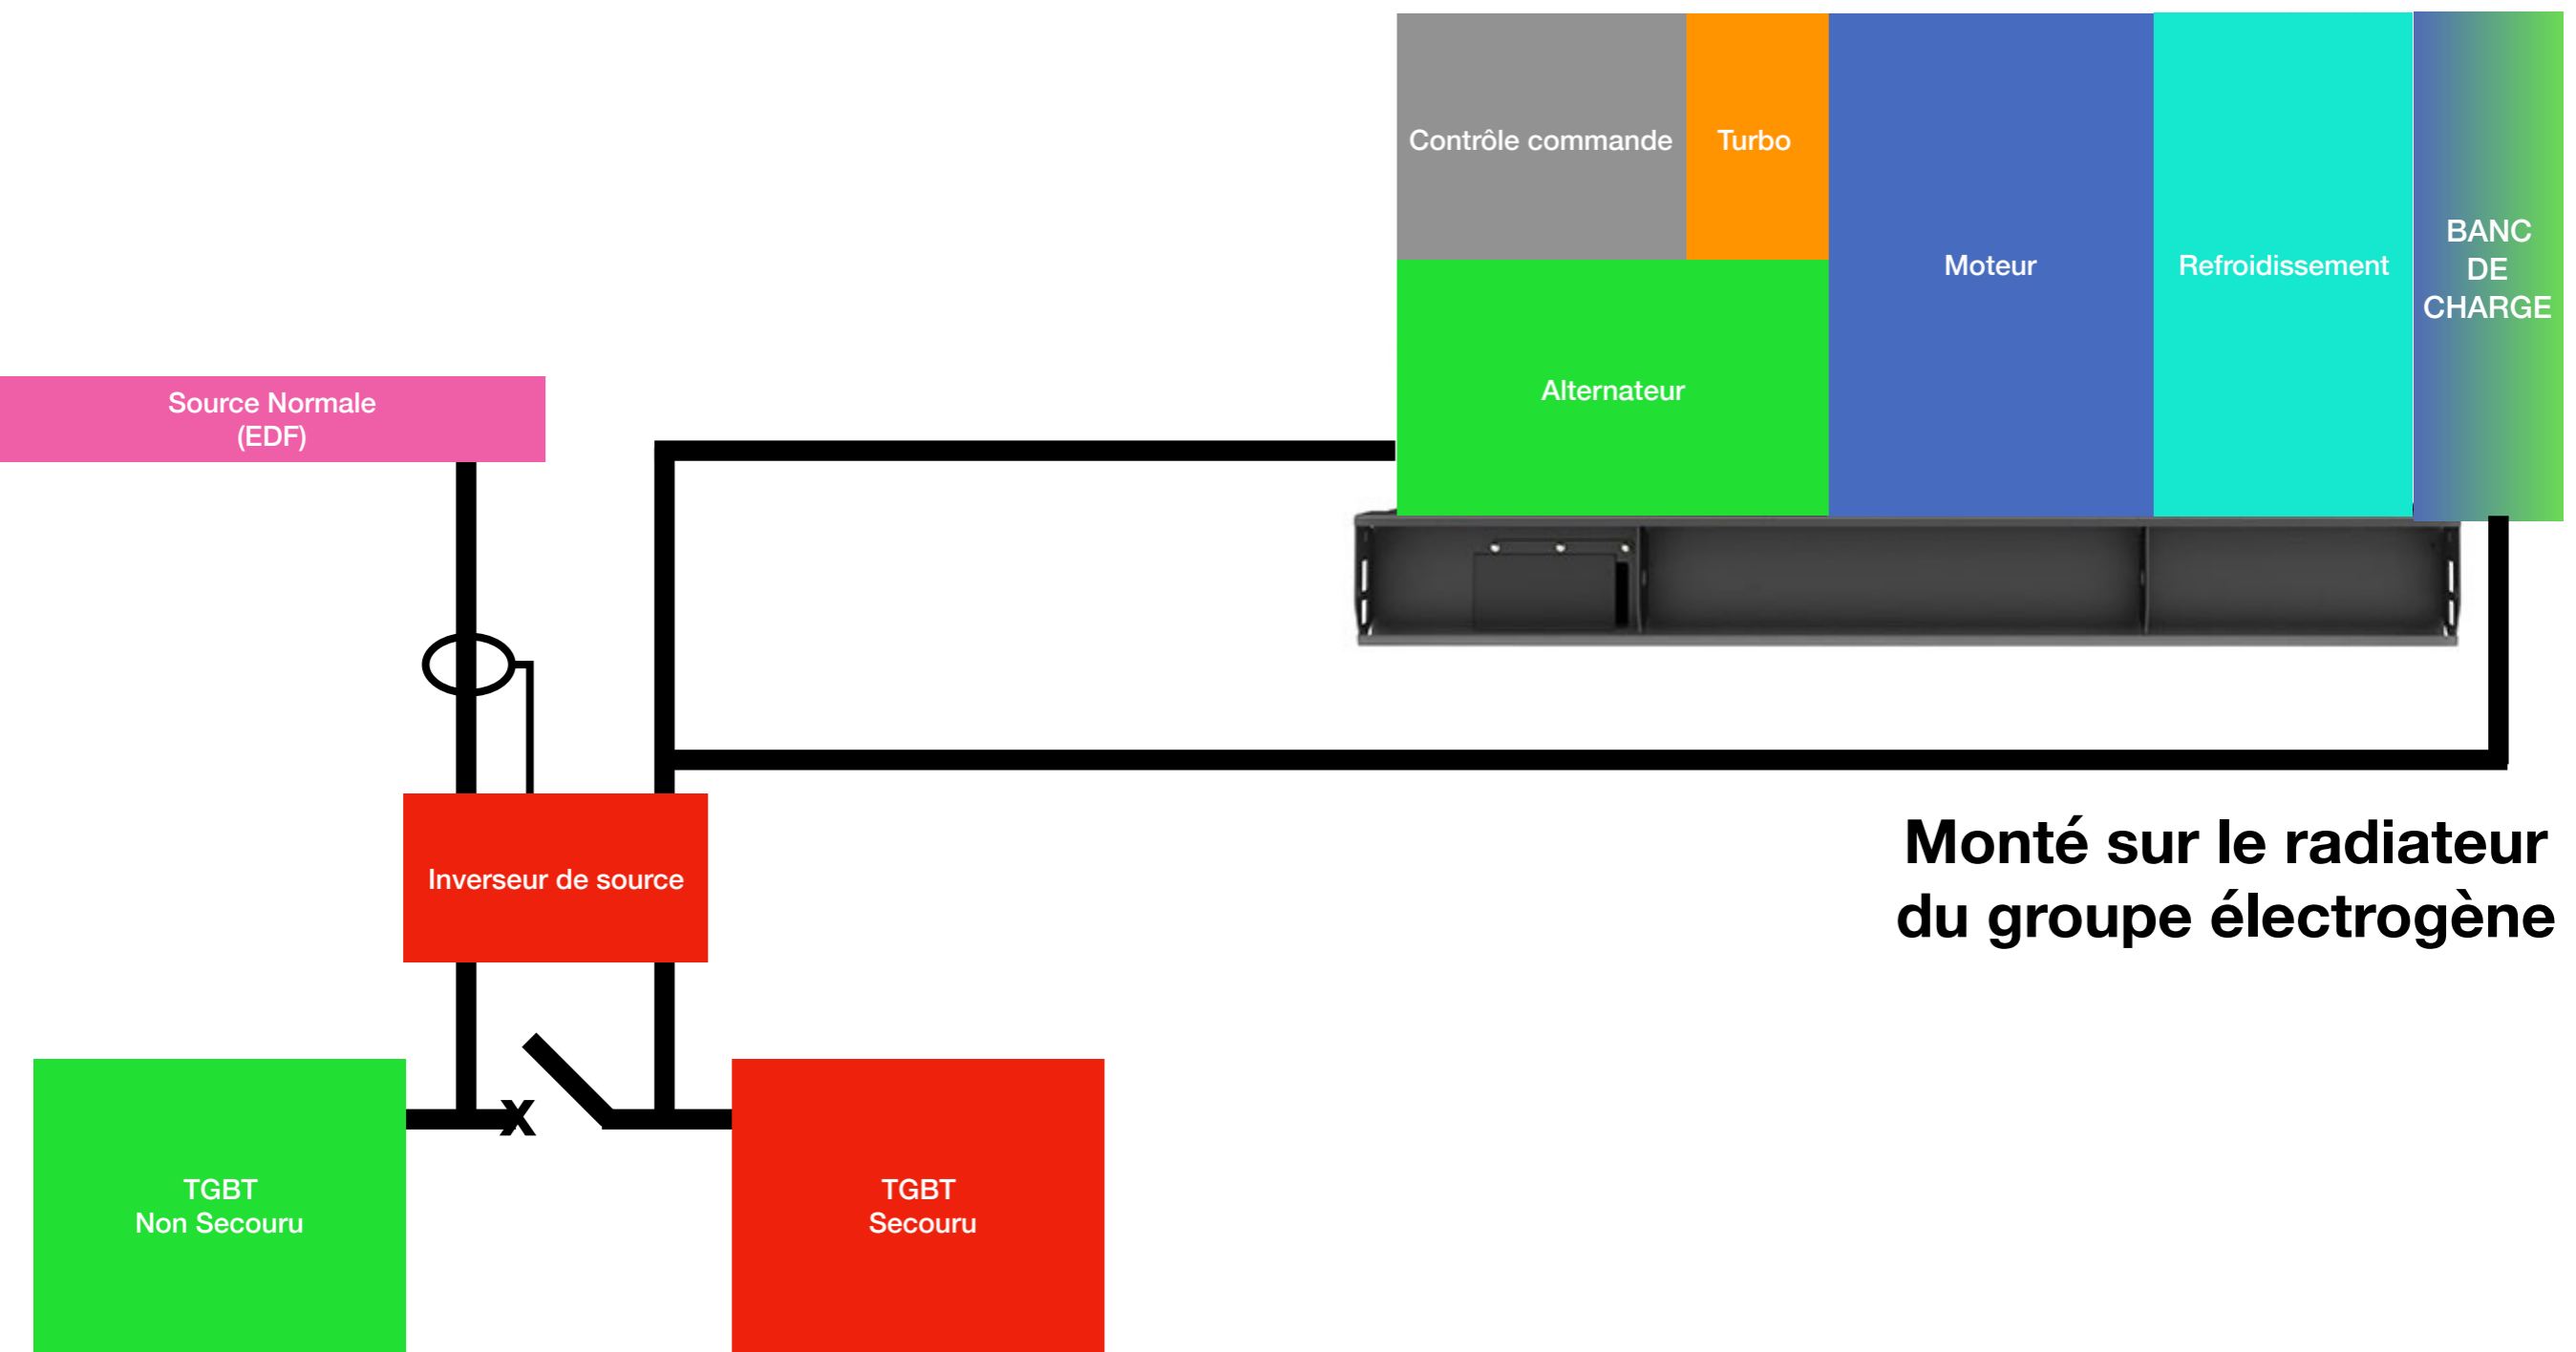 Contrôle commande
Turbo
Moteur
Refroidissement
BANC
DE
CHARGE
Alternateur
Source Normale
(EDF)
Inverseur de source
Monté sur le radiateur
du groupe électrogène
x
TGBT
Non Secouru
TGBT
Secouru